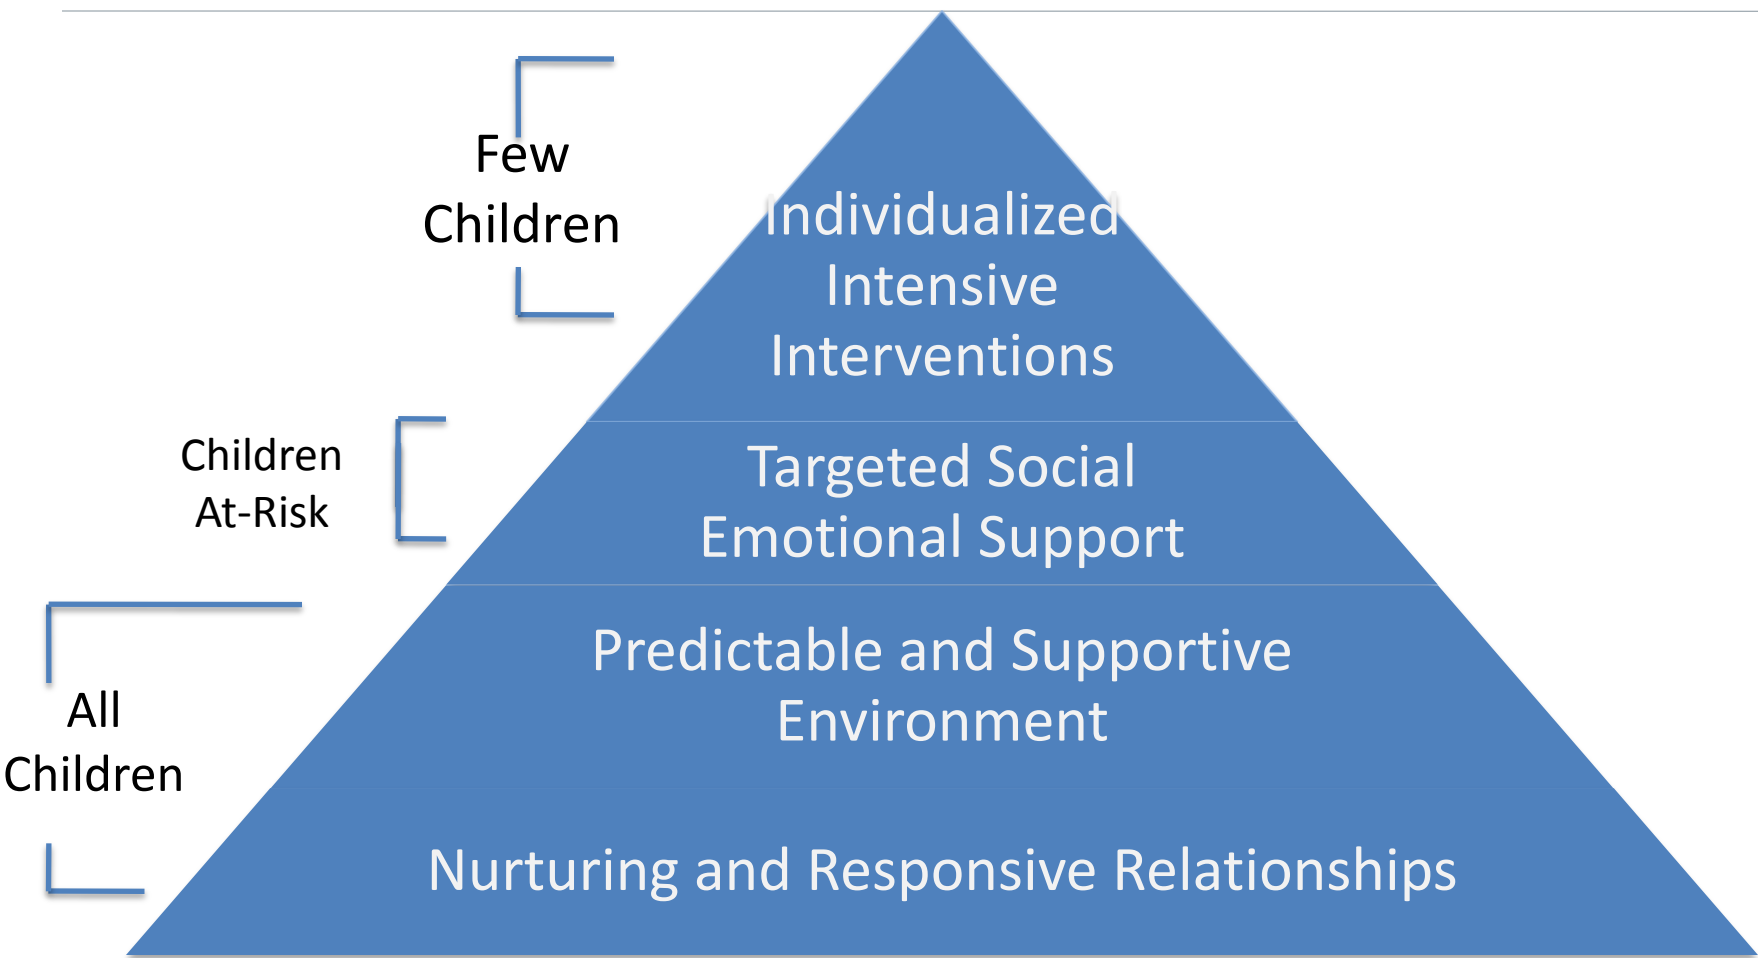 Few
Children
Individualized
Intensive
Interventions
Children
At-Risk
Targeted Social
Emotional Support
All
Children
Predictable and Supportive
Environment
Nurturing and Responsive Relationships